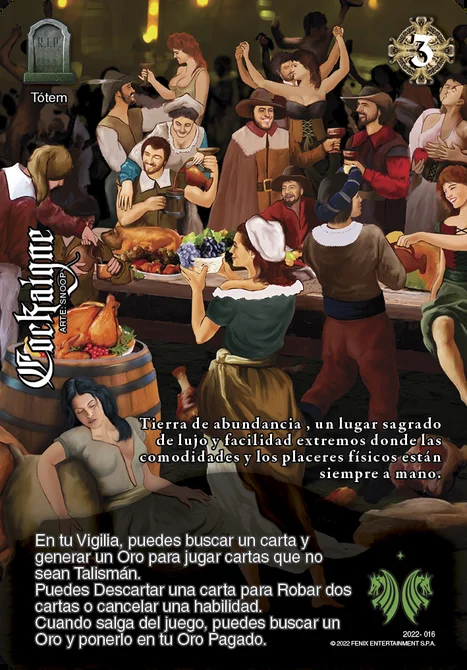 R.I.P.
3
Tótem
Cockaigne
ARTE: SNOOP
Tierra de abundancia , un lugar sagrado
de lujo y facilidad extremos donde las
comodidades y los placeres físicos están
siempre a mano.
En tu Vigilia, puedes buscar un carta y
generar un Oro para jugar cartas que no
sean Talismán.
Puedes Descartar una carta para Robar dos
cartas o cancelar una habilidad.
Cuando salga del juego, puedes buscar un
Oro y ponerlo en tu Oro Pagado.
2022- 016
© 2022 FENIX ENTERTAINMENT S.P.A.